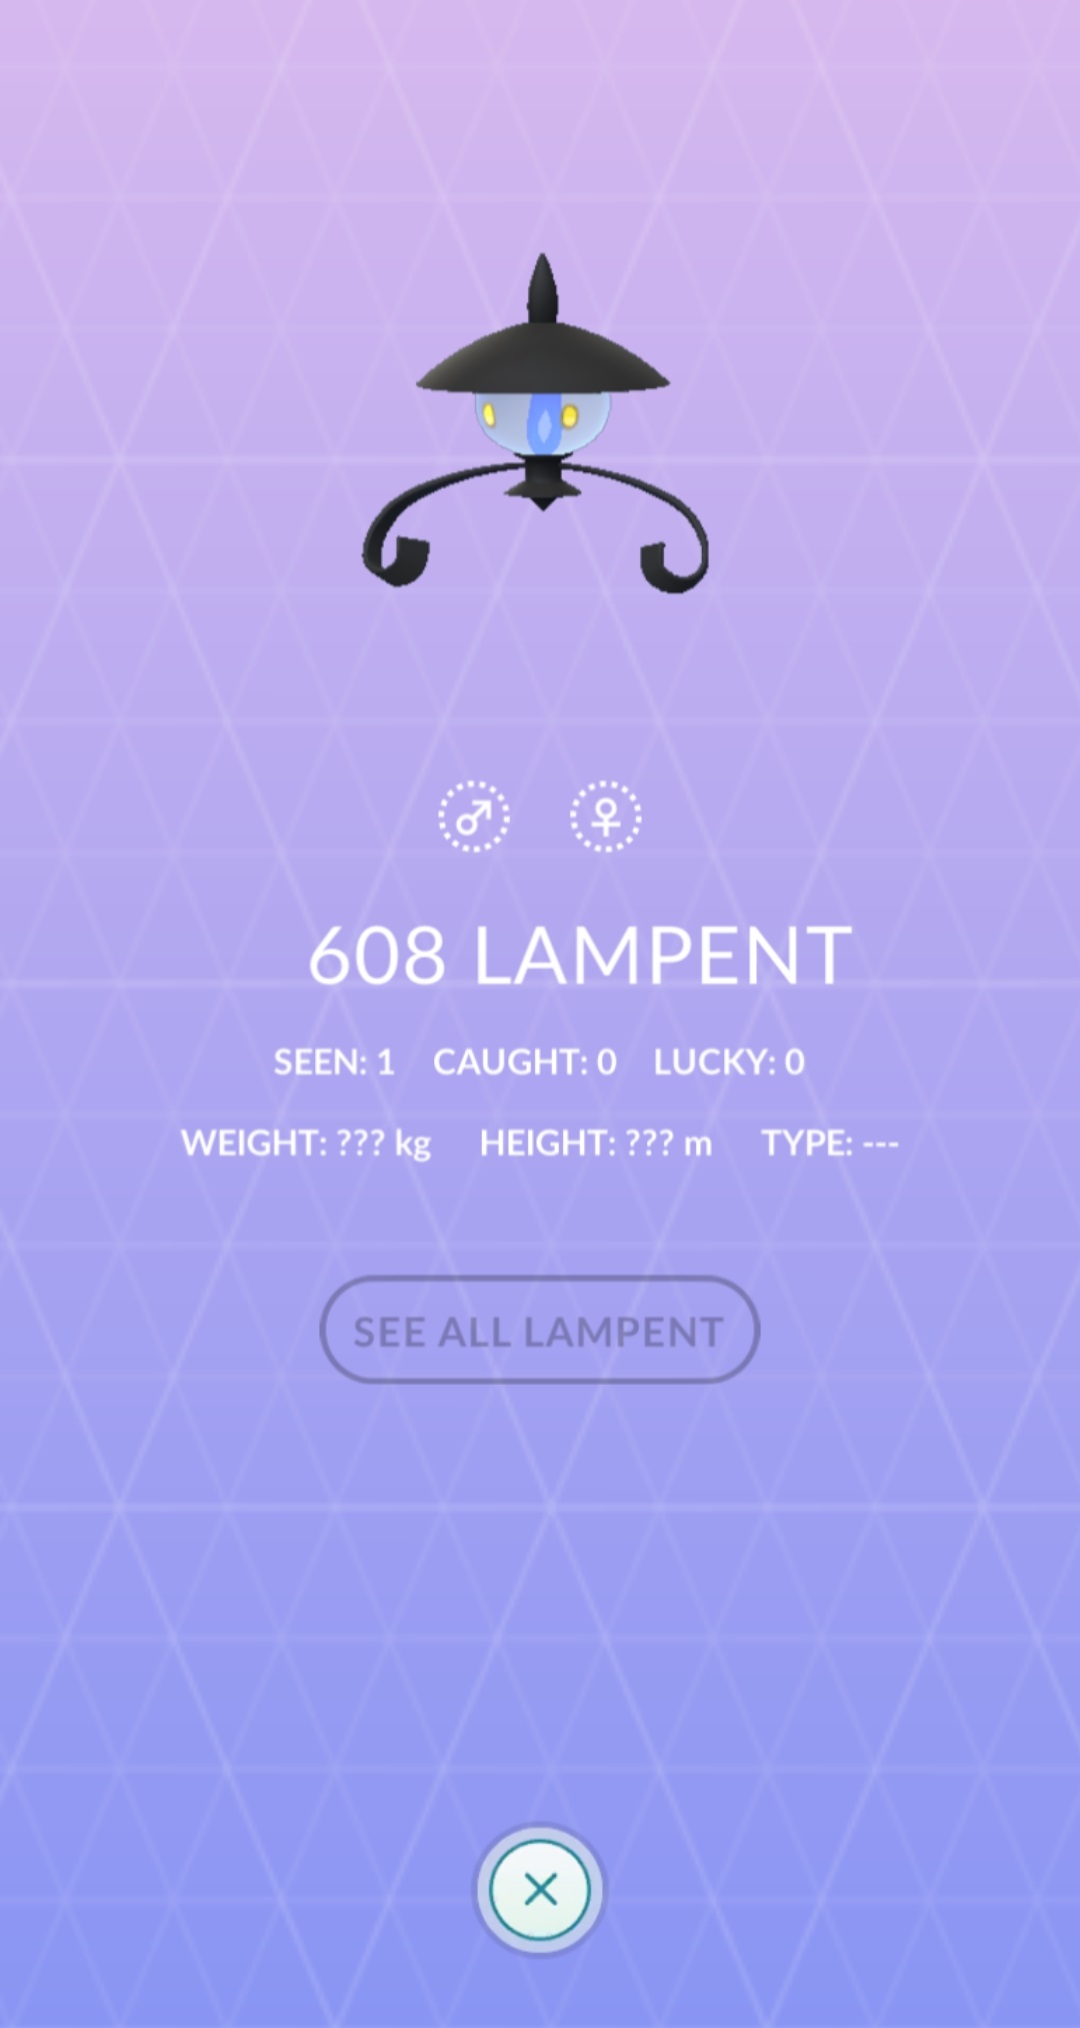 608 LAMPENT
SEEN: 1 CAUGHT: 0 LUCKY: 0
WEIGHT: ??? kg HEIGHT: ??? m TYPE: ---
SEE ALL LAMPENT